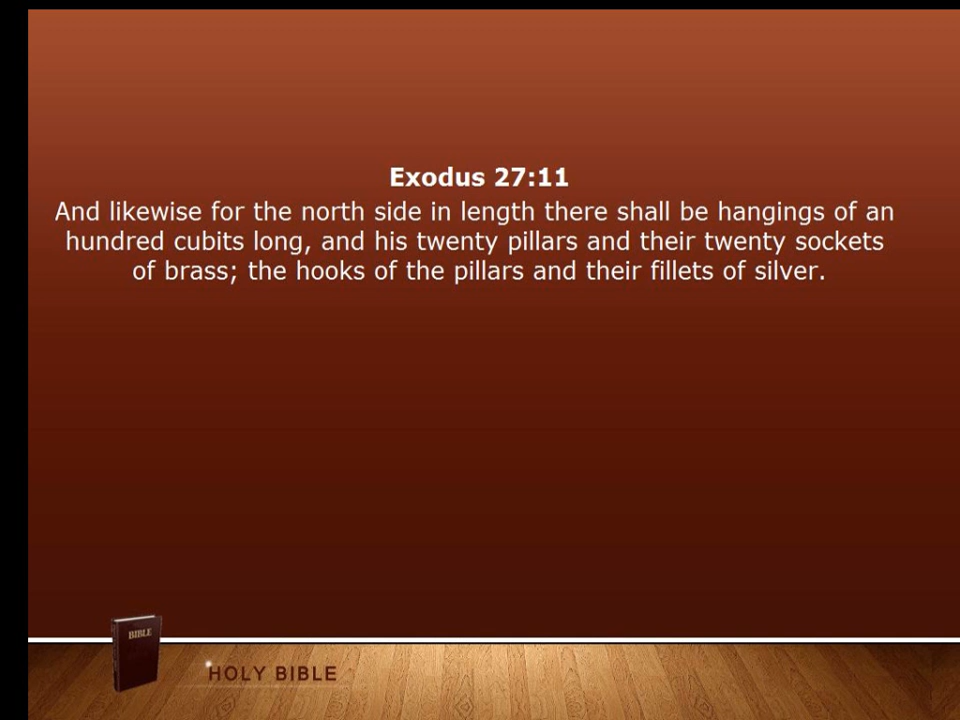 Exodus 27:11
And likewise for the north side in length there shall be hangings of an
hundred cubits long, and his twenty pillars and their twenty sockets
of brass; the hooks of the pillars and their fillets of silver.
BIBLE
HOLY BIBLE